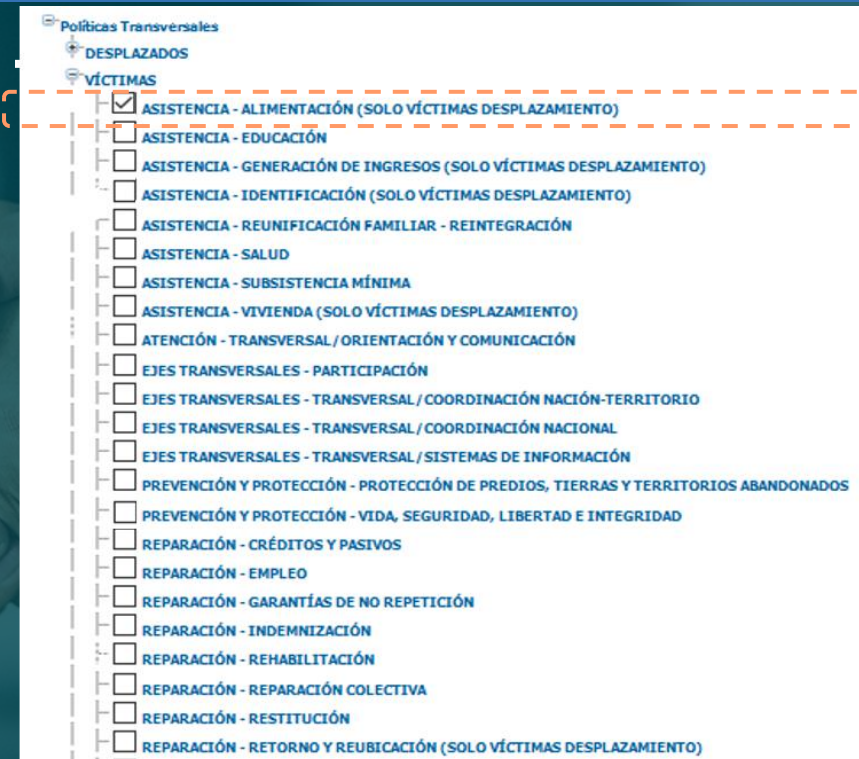 Políticas Transversales
DESPLAZADOS
VÍCTIMAS
ASISTENCIA - ALIMENTACIÓN (SOLO VÍCTIMAS DESPLAZAMIENTO)
ASISTENCIA - EDUCACIÓN
ASISTENCIA - GENERACIÓN DE INGRESOS (SOLO VÍCTIMAS DESPLAZAMIENTO)
ASISTENCIA - IDENTIFICACIÓN (SOLO VÍCTIMAS DESPLAZAMIENTO)
ASISTENCIA - REUNIFICACIÓN FAMILIAR - REINTEGRACIÓN
ASISTENCIA - SALUD
ASISTENCIA - SUBSISTENCIA MÍNIMA
ASISTENCIA - VIVIENDA (SOLO VÍCTIMAS DESPLAZAMIENTO)
ATENCIÓN - TRANSVERSAL/ORIENTACIÓN Y COMUNICACIÓN
EJES TRANSVERSALES - PARTICIPACIÓN
EJES TRANSVERSALES - TRANSVERSAL/COORDINACIÓN NACIÓN-TERRITORIO
EJES TRANSVERSALES - TRANSVERSAL/COORDINACIÓN NACIONAL
EJES TRANSVERSALES - TRANSVERSAL/SISTEMAS DE INFORMACIÓN
PREVENCIÓN Y PROTECCIÓN - PROTECCIÓN DE PREDIOS, TIERRAS Y TERRITORIOS ABANDONADOS
PREVENCIÓN Y PROTECCIÓN - VIDA, SEGURIDAD, LIBERTAD E INTEGRIDAD
REPARACIÓN - CRÉDITOS Y PASIVOS
REPARACIÓN - EMPLEO
REPARACIÓN - GARANTÍAS DE NO REPETICIÓN
REPARACIÓN - INDEMNIZACIÓN
REPARACIÓN - REHABILITACIÓN
REPARACIÓN - REPARACIÓN COLECTIVA
REPARACIÓN - RESTITUCIÓN
REPARACIÓN - RETORNO Y REUBICACIÓN (SOLO VÍCTIMAS DESPLAZAMIENTO)